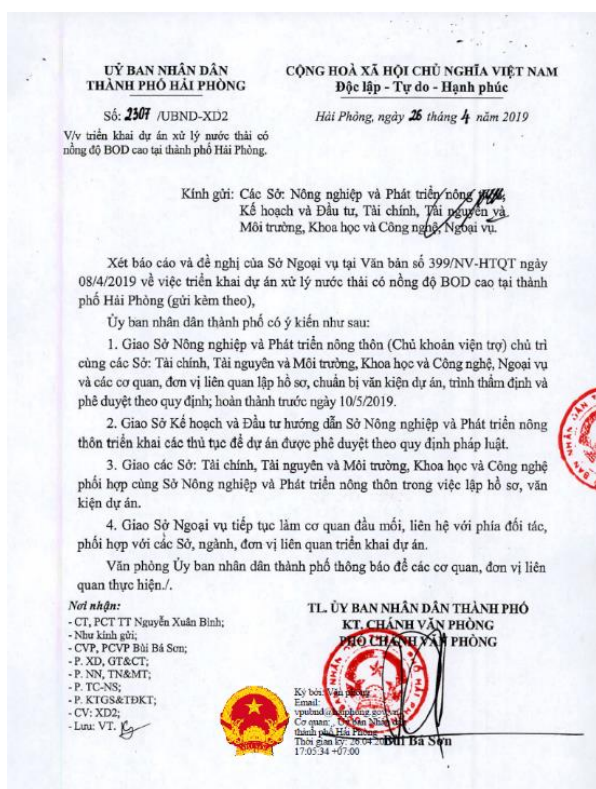 UỶ BAN NHÂN DÂN
THÀNH PHỐ HẢI PHÒNG
CỘNG HOÀ XÃ HỘI CHỦ NGHĨA VIỆT NAM
Độc lập - Tự do - Hạnh phúc
Số: 2307 /UBND-XD2
Hải Phòng, ngày 26 tháng 4 năm 2019
V/v triển khai dự án xử lý nước thải có
nồng độ BOD cao tại thành phố Hải Phòng.
Kính gửi: Các Sở: Nông nghiệp và Phát triển nông
Kế hoạch và Đầu tư, Tài chính, Tài nguyên và
Môi trường, Khoa học và Công nghệ, Ngoại vụ.
Xét báo cáo và đề nghị của Sở Ngoại vụ tại Văn bản số 399/NV-HTQT ngày
08/4/2019 về việc triển khai dự án xử lý nước thải có nồng độ BOD cao tại thành
phố Hải Phòng (gửi kèm theo),
Ủy ban nhân dân thành phố có ý kiến như sau:
1. Giao Sở Nông nghiệp và Phát triển nông thôn (Chủ khoản viện trợ) chủ trì
cùng các Sở: Tài chính, Tài nguyên và Môi trường, Khoa học và Công nghệ, Ngoại vụ
và các cơ quan, đơn vị liên quan lập hồ sơ, chuẩn bị văn kiện dự án, trình thẩm định và
phê duyệt theo quy định; hoàn thành trước ngày 10/5/2019.
2. Giao Sở Kế hoạch và Đầu tư hướng dẫn Sở Nông nghiệp và Phát triển nông
thôn triển khai các thủ tục để dự án được phê duyệt theo quy định pháp luật.
3. Giao các Sở: Tài chính, Tài nguyên và Môi trường, Khoa học và Công nghệ
phối hợp cùng Sở Nông nghiệp và Phát triển nông thôn trong việc lập hồ sơ, văn
kiện dự án.
4. Giao Sở Ngoại vụ tiếp tục làm cơ quan đầu mối, liên hệ với phía đối tác,
phối hợp với các Sở, ngành, đơn vị liên quan triển khai dự án.
Văn phòng Ủy ban nhân dân thành phố thông báo để các cơ quan, đơn vị liên
quan thực hiện./.
Nơi nhận:
- CT, PCT TT Nguyễn Xuân Bình;
- Như kính gửi;
- CVP, PCVP Bùi Bá Sơn;
- P. XD, GT&CT;
- P. NN, TN&MT;
- P. TC-NS;
- P. KTGS&TĐKT;
- CV: XD2;
- Lưu: VT.
TL. ỦY BAN NHÂN DÂN THÀNH PHỐ
KT. CHÁNH VĂN PHÒNG
PHÓ CHÁNH VĂN PHÒNG
Ký bởi: Văn phòng
Email:
vpubnd@haiphong.gov.vn
Cơ quan: Ủy ban Nhân dân
thành phố Hải Phòng
Thời gian ký: 26.04.20
17:05:34 +07:00
Bùi Bá Sơn